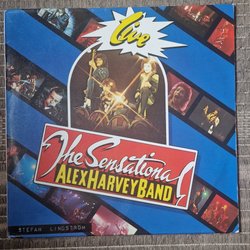 Live
The Sensational
ALEX HARVEY BAND
STEFAN LINDSTRÖM